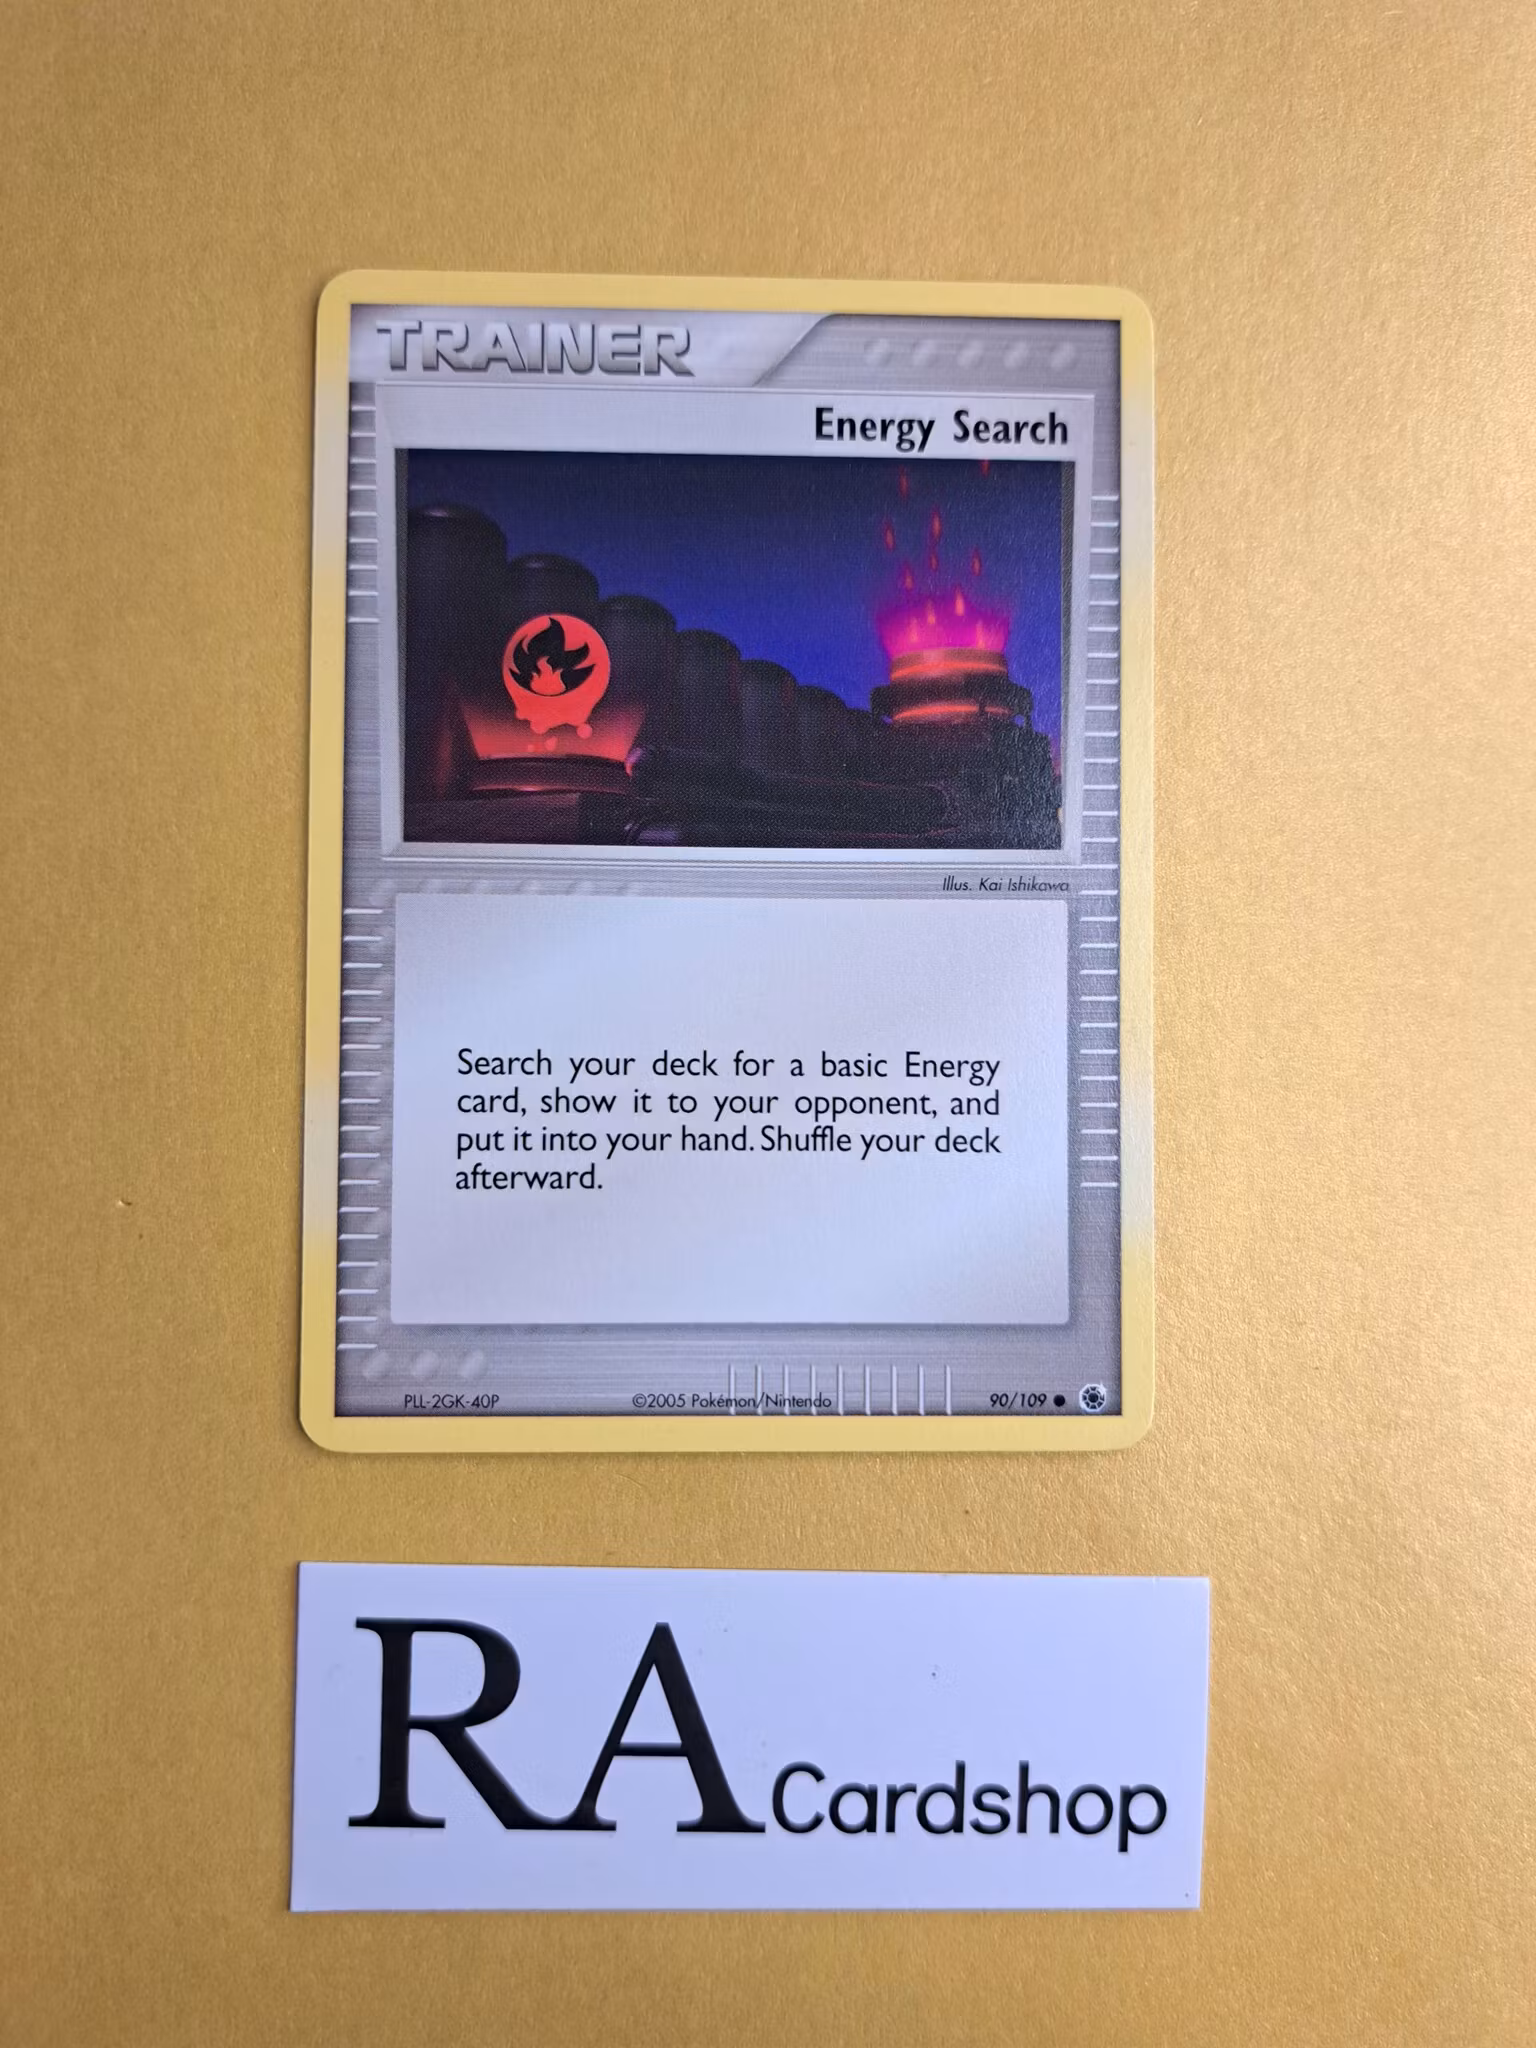 TRAINER
Energy Search
Illus. Kai Ishikawa
Search your deck for a basic Energy
card, show it to your opponent, and
put it into your hand. Shuffle your deck
afterward.
PLL-2GK-40P ©2005 Pokémon/Nintendo 90/109
RA Cardshop